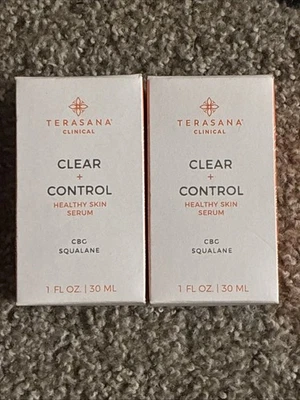 TERASANA®
CLINICAL
CLEAR
+
CONTROL
HEALTHY SKIN
SERUM
CBG
SQUALANE
1 FL OZ. | 30 ML
TERASANA®
CLINICAL
CLEAR
+
CONTROL
HEALTHY SKIN
SERUM
CBG
SQUALANE
1 FL OZ. | 30 ML